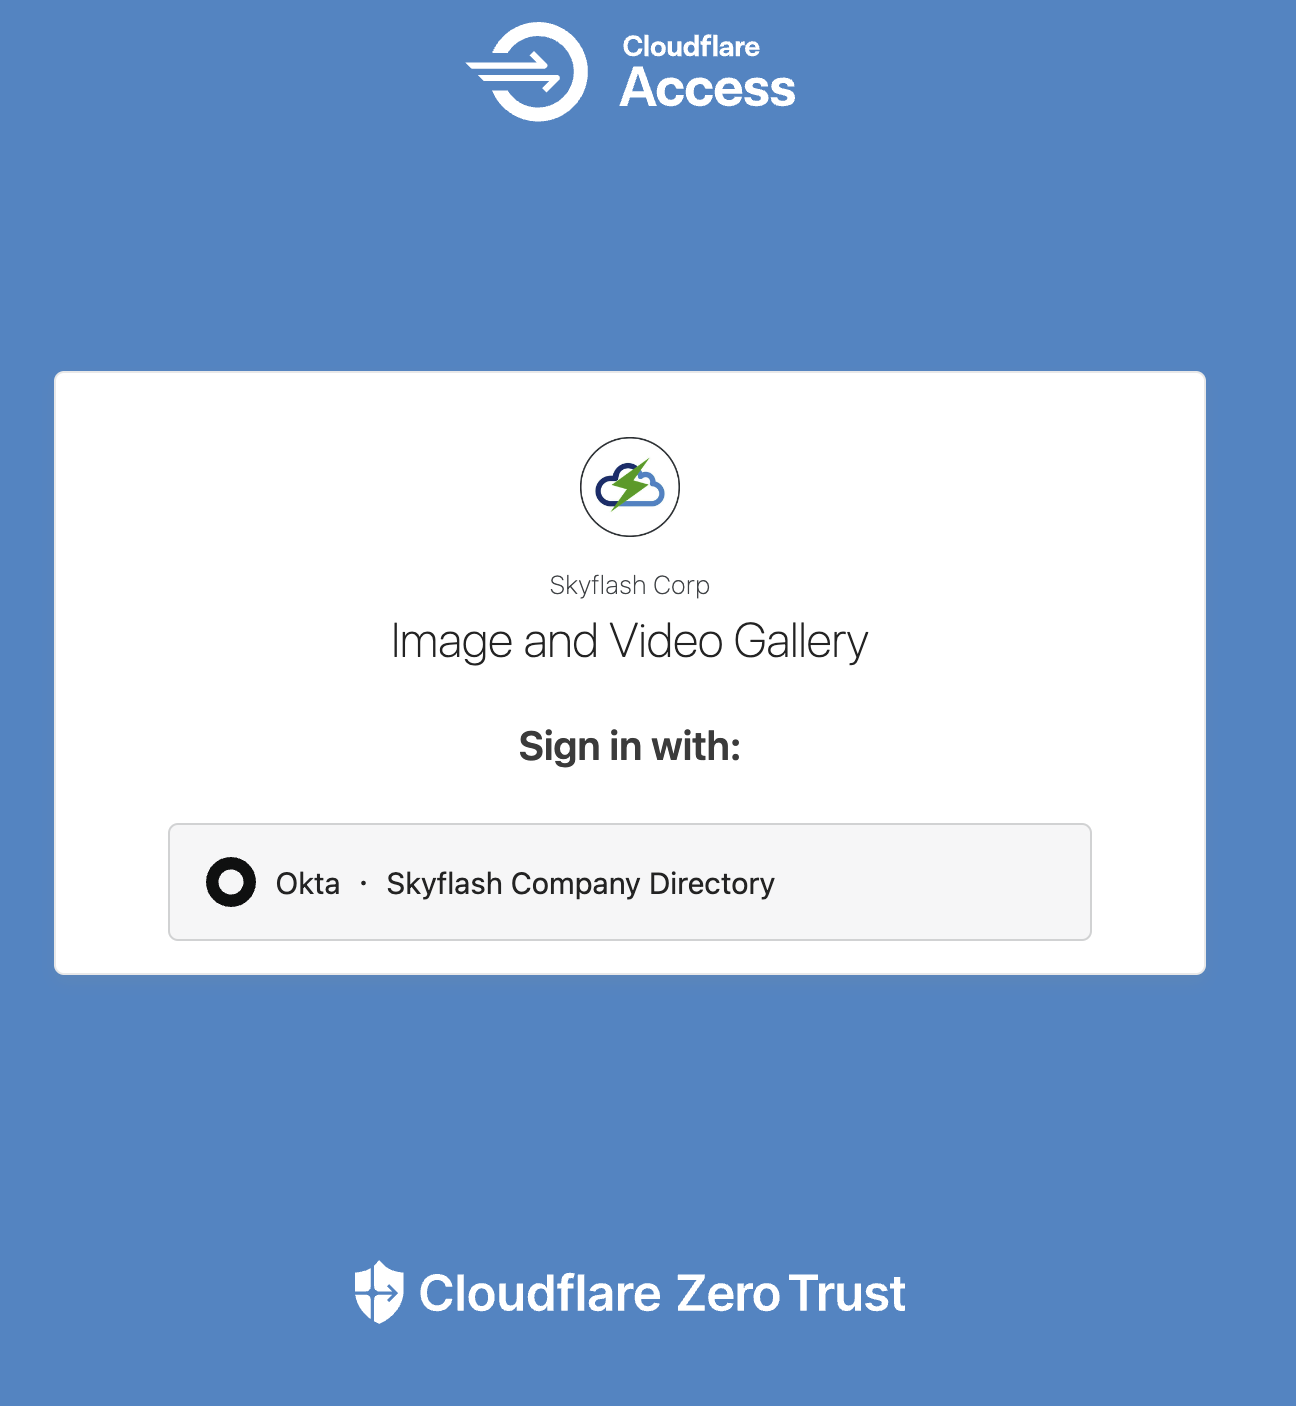 Cloudflare
Access
Skyflash Corp
Image and Video Gallery
Sign in with:
Okta · Skyflash Company Directory
Cloudflare Zero Trust